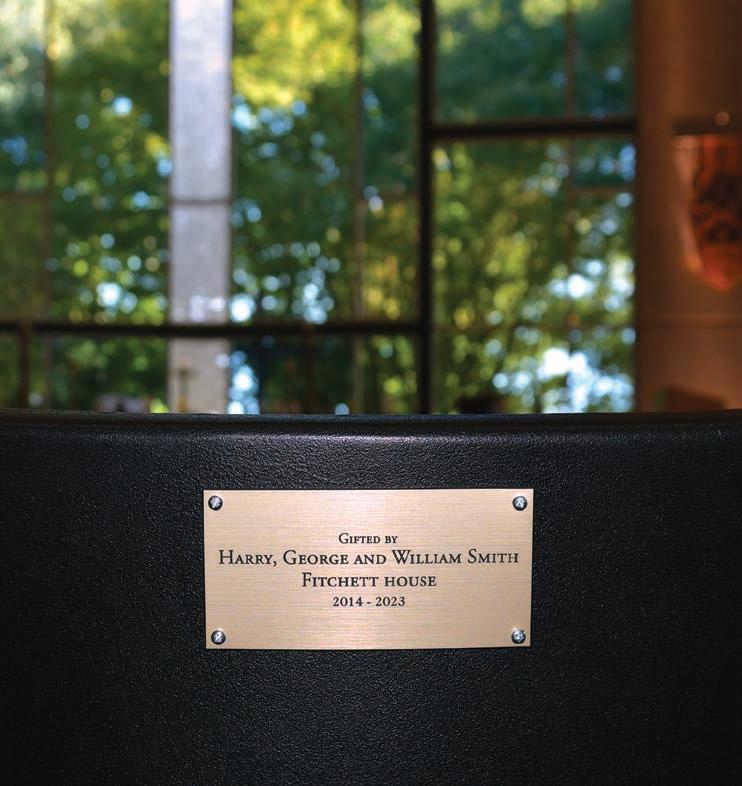 Gifted by
Harry, George and William Smith
Fitchett House
2014 - 2023